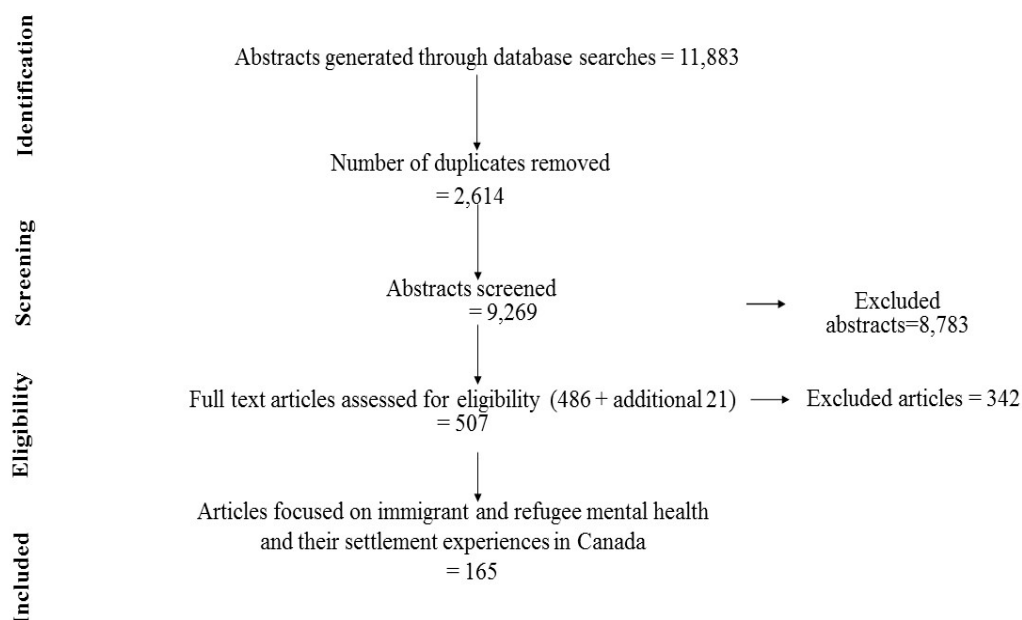 Identification
Abstracts generated through database searches = 11,883
Number of duplicates removed
= 2,614
Screening
Abstracts screened
= 9,269
Excluded
abstracts=8,783
Eligibility
Full text articles assessed for eligibility (486 + additional 21)
= 507
Excluded articles = 342
Included
Articles focused on immigrant and refugee mental health
and their settlement experiences in Canada
= 165